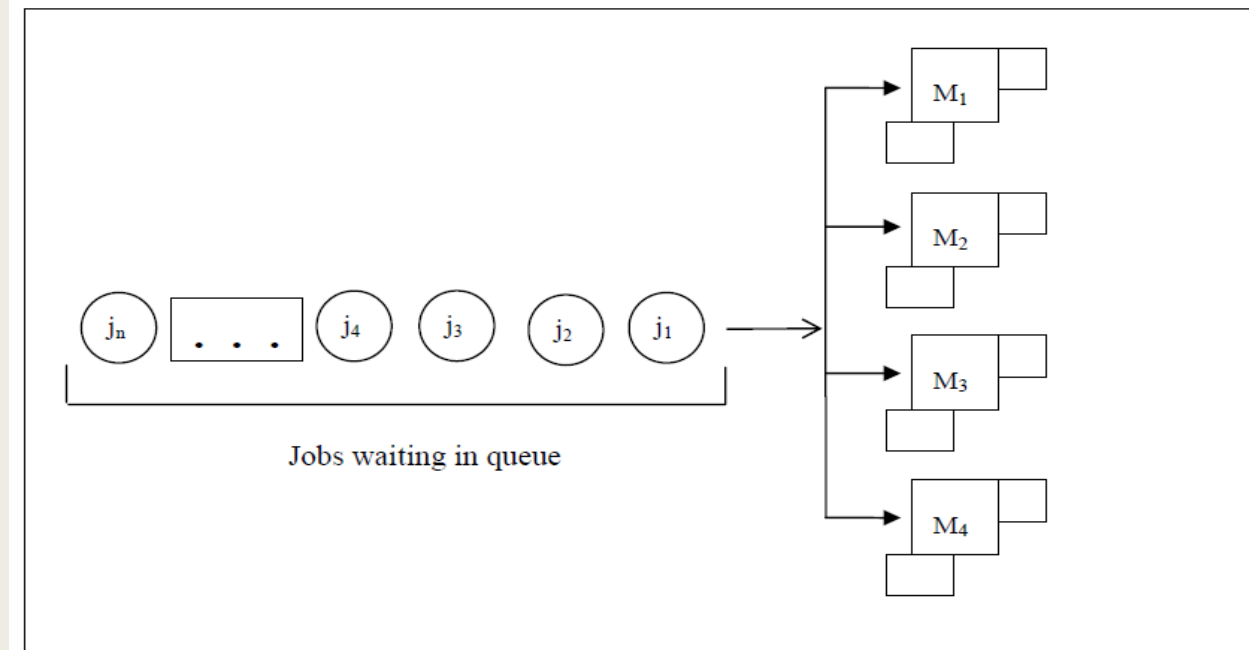 M₁
M₂
jₙ . . . j₄ j₃ j₂ j₁
M₃
Jobs waiting in queue
M₄